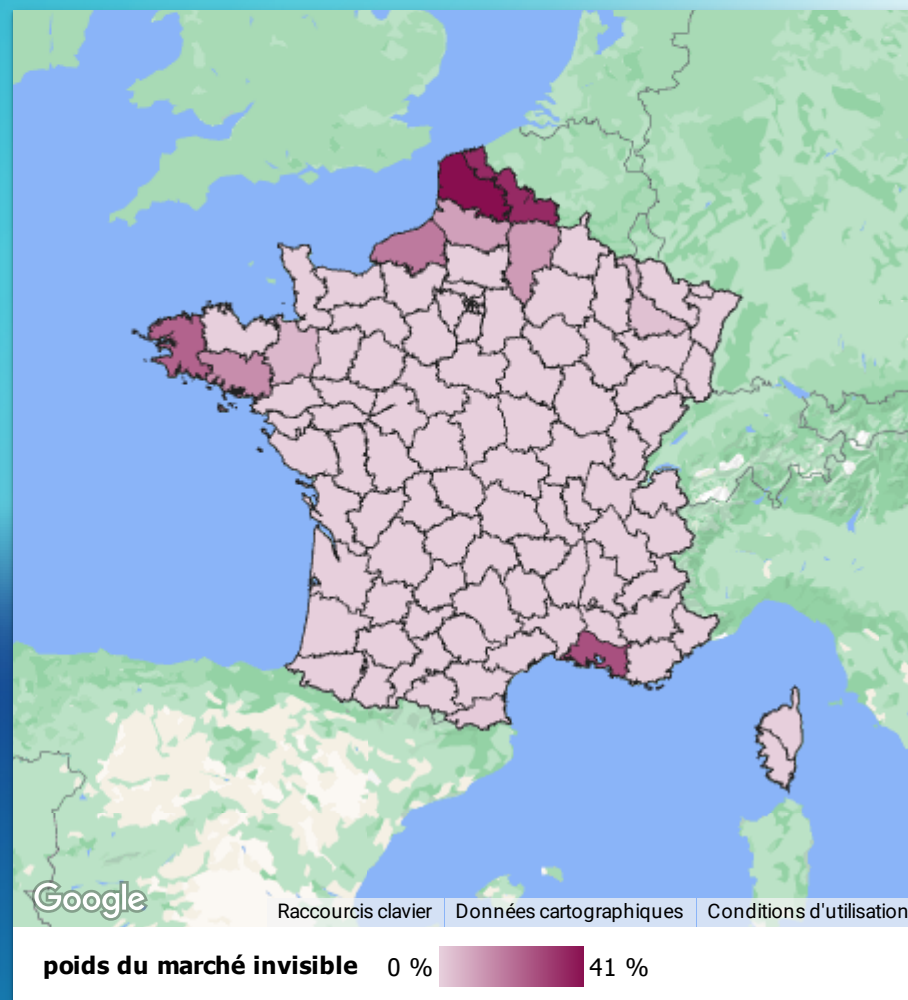 Google
Raccourcis clavier
Données cartographiques
Conditions d'utilisation
poids du marché invisible 0 % 41 %